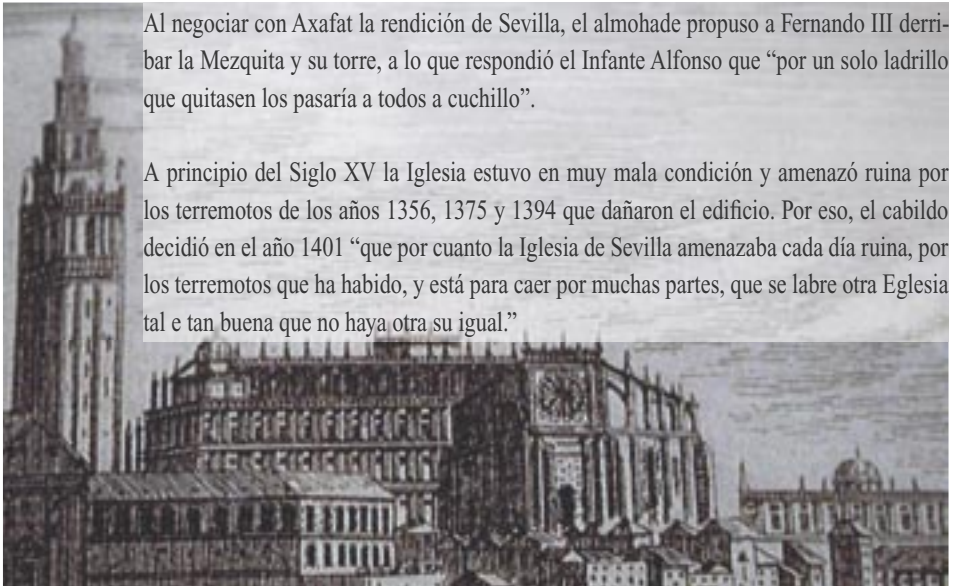 Al negociar con Axafat la rendición de Sevilla, el almohade propuso a Fernando III derri-
bar la Mezquita y su torre, a lo que respondió el Infante Alfonso que “por un solo ladrillo
que quitasen los pasaría a todos a cuchillo”.
A principio del Siglo XV la Iglesia estuvo en muy mala condición y amenazó ruina por
los terremotos de los años 1356, 1375 y 1394 que dañaron el edificio. Por eso, el cabildo
decidió en el año 1401 “que por cuanto la Iglesia de Sevilla amenazaba cada día ruina, por
los terremotos que ha habido, y está para caer por muchas partes, que se labre otra Eglesia
tal e tan buena que no haya otra su igual.”